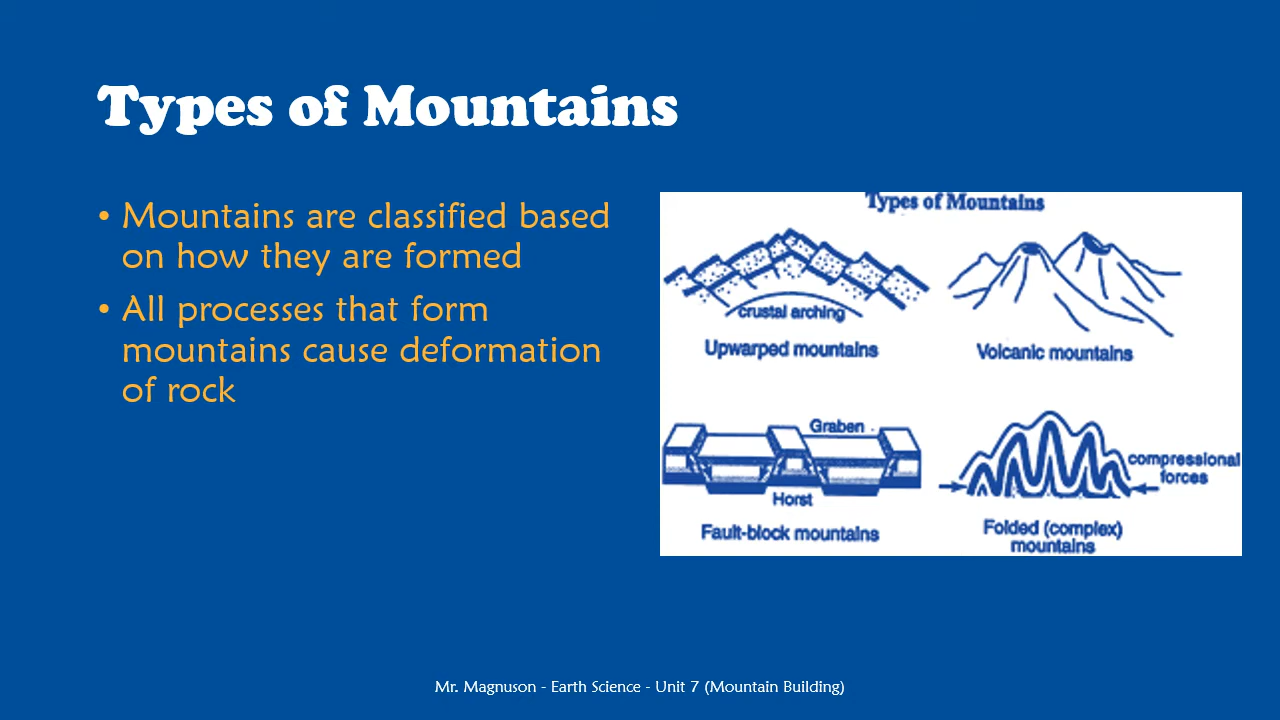 Types of Mountains
• Mountains are classified based
on how they are formed
• All processes that form
mountains cause deformation
of rock
Types of Mountains
crustal arching
Upwarped mountains
Volcanic mountains
Graben
Horst
Fault-block mountains
compressional
forces
Folded (complex)
mountains
Mr. Magnuson - Earth Science - Unit 7 (Mountain Building)